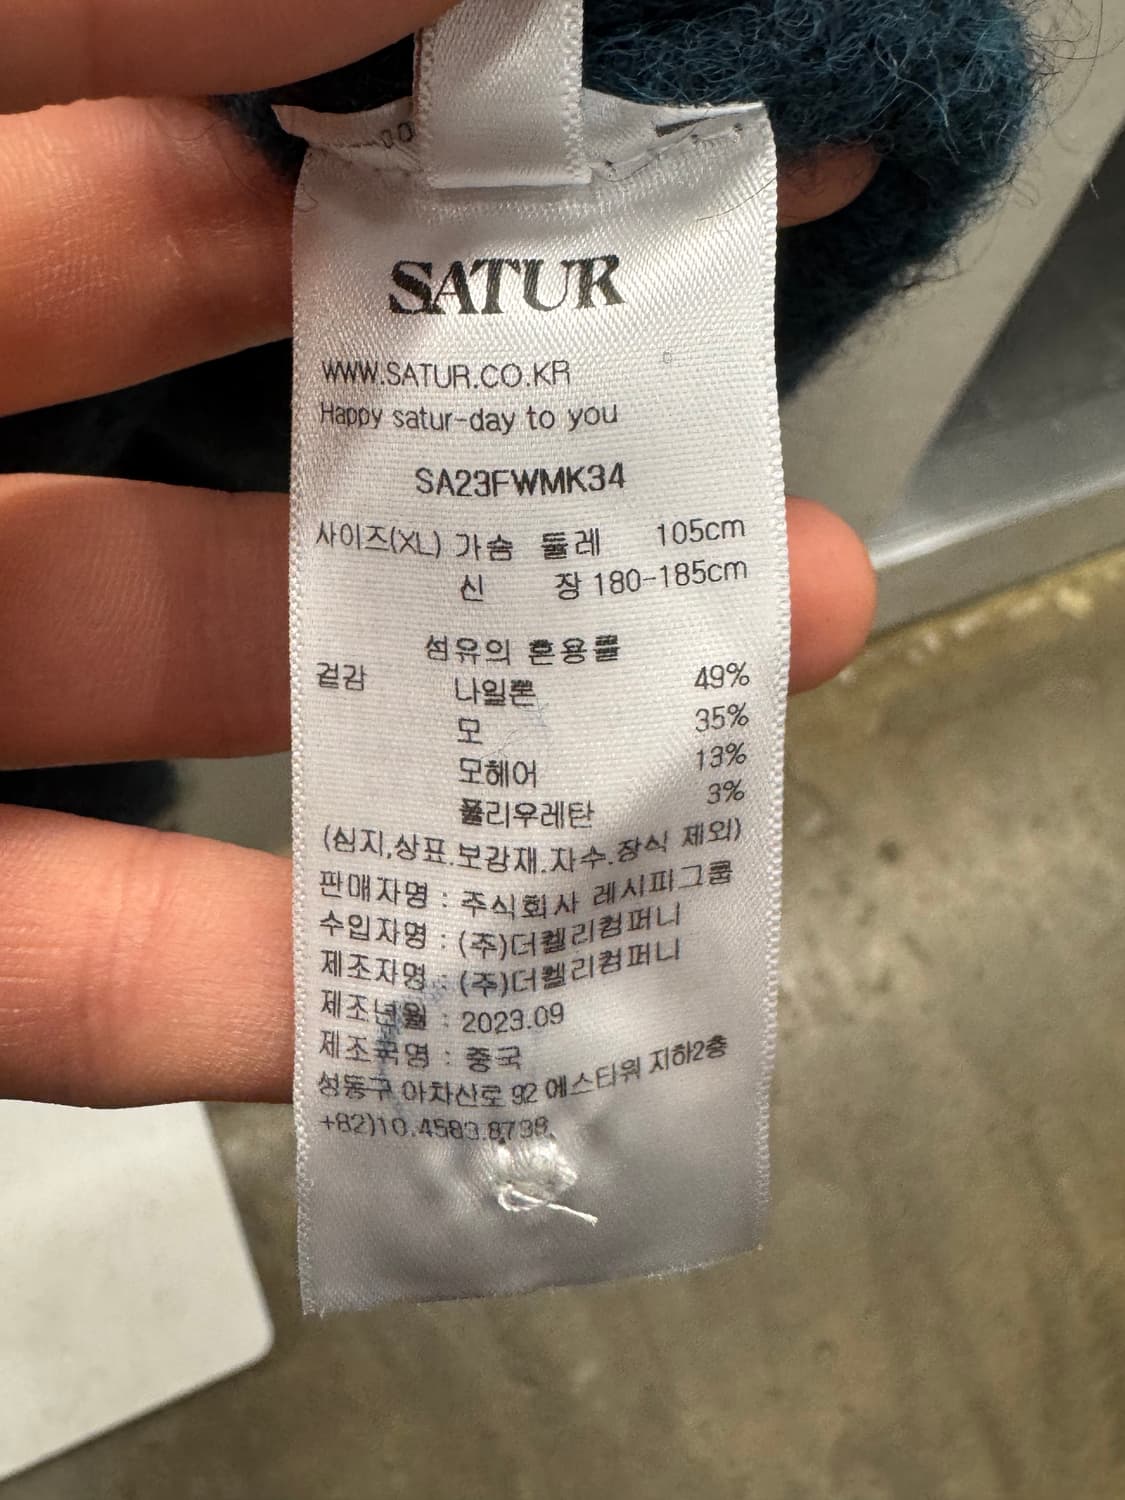 SATUR
WWW.SATUR.CO.KR
Happy satur-day to you
SA23FWMK34
사이즈(XL) 가슴 둘레 105cm
신 장 180-185cm
섬유의 혼용률
겉감 나일론 49%
모 35%
모헤어 13%
폴리우레탄 3%
(심지,상표.보강재.자수.장식 제외)
판매자명 : 주식회사 레시피그룹
수입자명 : (주)더켈리컴퍼니
제조자명 : (주)더켈리컴퍼니
제조년월 : 2023.09
제조국명 : 중국
성동구 아차산로 92 에스타워 지하2층
+82)10.4583.8798